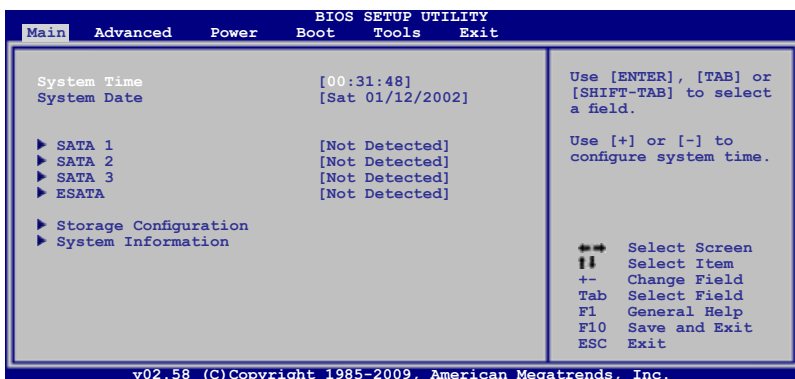 BIOS SETUP UTILITY
Main Advanced Power Boot Tools Exit
System Time [00:31:48]
System Date [Sat 01/12/2002]
SATA 1 [Not Detected]
SATA 2 [Not Detected]
SATA 3 [Not Detected]
ESATA [Not Detected]
Storage Configuration
System Information
Use [ENTER], [TAB] or
[SHIFT-TAB] to select
a field.
Use [+] or [-] to
configure system time.
Select Screen
Select Item
+- Change Field
Tab Select Field
F1 General Help
F10 Save and Exit
ESC Exit
v02.58 (C)Copyright 1985-2009, American Megatrends, Inc.